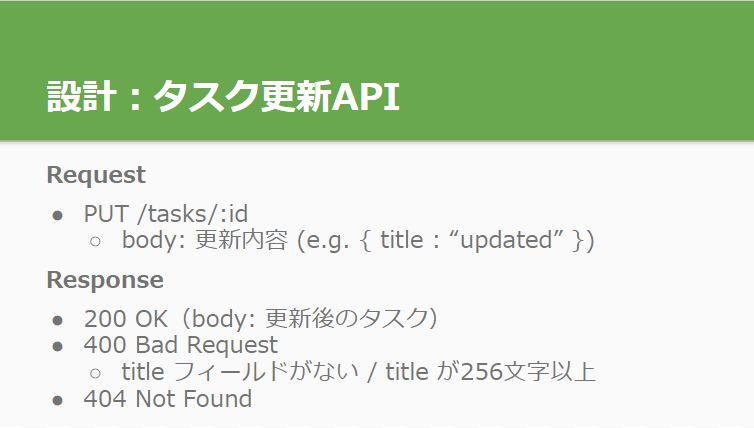 設計：タスク更新API
Request
● PUT /tasks/:id
○ body: 更新内容 (e.g. { title : “updated” })
Response
● 200 OK（body: 更新後のタスク）
● 400 Bad Request
○ title フィールドがない / title が256文字以上
● 404 Not Found